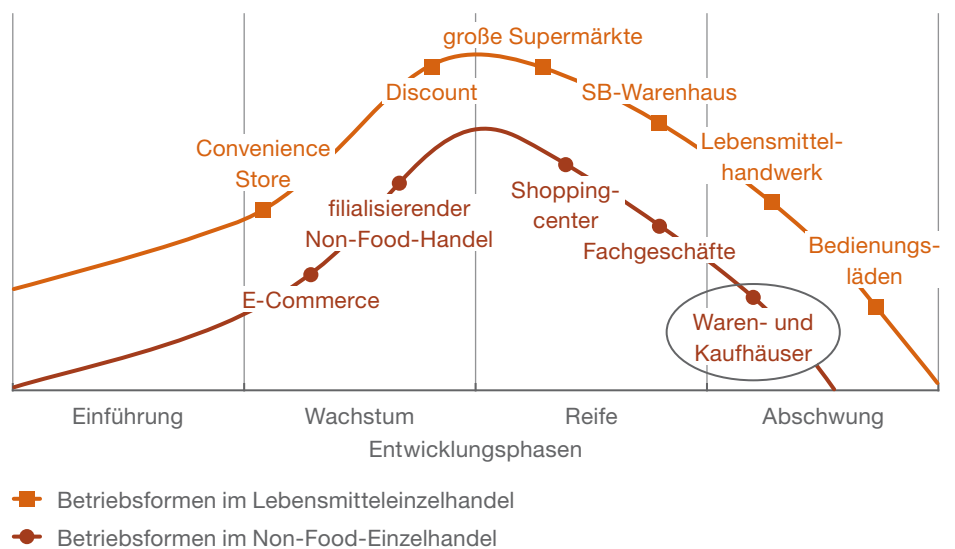 große Supermärkte
Discount
SB-Warenhaus
Convenience
Store
Lebensmittel-
handwerk
filialisierender
Non-Food-Handel
Shopping-
center
Fachgeschäfte
Bedienungs-
läden
E-Commerce
Waren- und
Kaufhäuser
Einführung
Wachstum
Reife
Abschwung
Entwicklungsphasen
Betriebsformen im Lebensmitteleinzelhandel
Betriebsformen im Non-Food-Einzelhandel